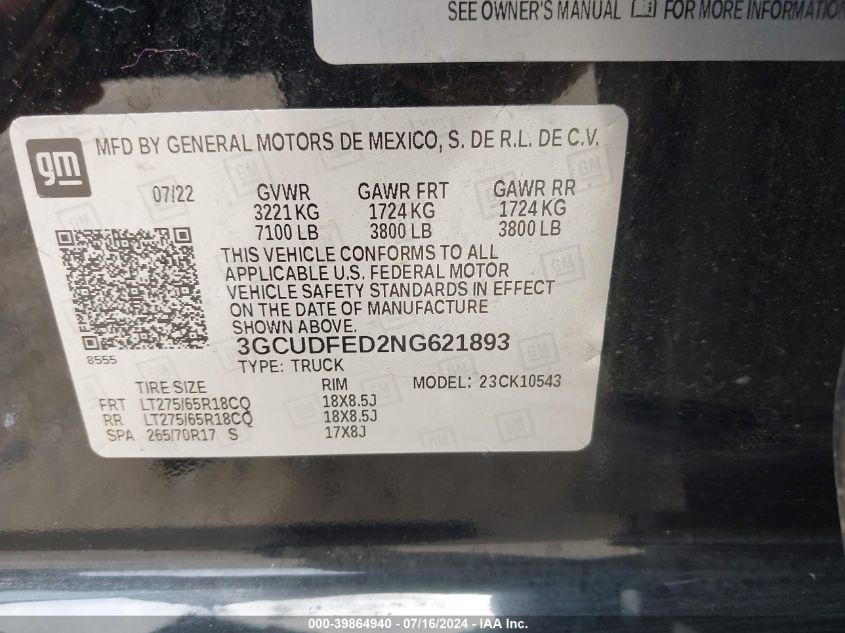 SEE OWNER'S MANUAL FOR MORE INFORMATION
gm MFD BY GENERAL MOTORS DE MEXICO, S. DE R.L. DE C.V.
07/22 GVWR GAWR FRT GAWR RR
3221 KG 1724 KG 1724 KG
7100 LB 3800 LB 3800 LB
THIS VEHICLE CONFORMS TO ALL
APPLICABLE U.S. FEDERAL MOTOR
VEHICLE SAFETY STANDARDS IN EFFECT
ON THE DATE OF MANUFACTURE
SHOWN ABOVE.
8555 3GCUDFED2NG621893
TYPE: TRUCK
TIRE SIZE RIM MODEL: 23CK10543
FRT LT275/65R18CQ 18X8.5J
RR LT275/65R18CQ 18X8.5J
SPA 265/70R17 S 17X8J
000-39864940 - 07/16/2024 - IAA Inc.